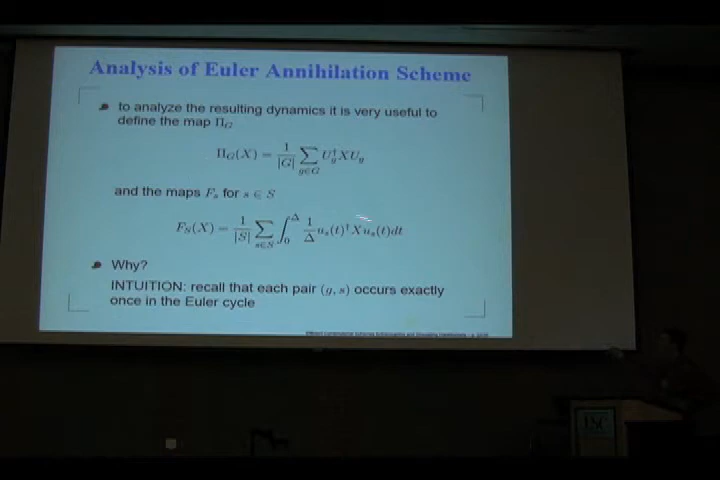 Analysis of Euler Annihilation Scheme
to analyze the resulting dynamics it is very useful to
define the map Π_G
Π_G(X) = 1/|G| ∑_{g∈G} U_g^† X U_g
and the maps F_s for s ∈ S
F_S(X) = 1/|S| ∑_{s∈S} ∫_0^Δ 1/Δ u_s(t)^† X u_s(t)dt
Why?
INTUITION: recall that each pair (g, s) occurs exactly
once in the Euler cycle